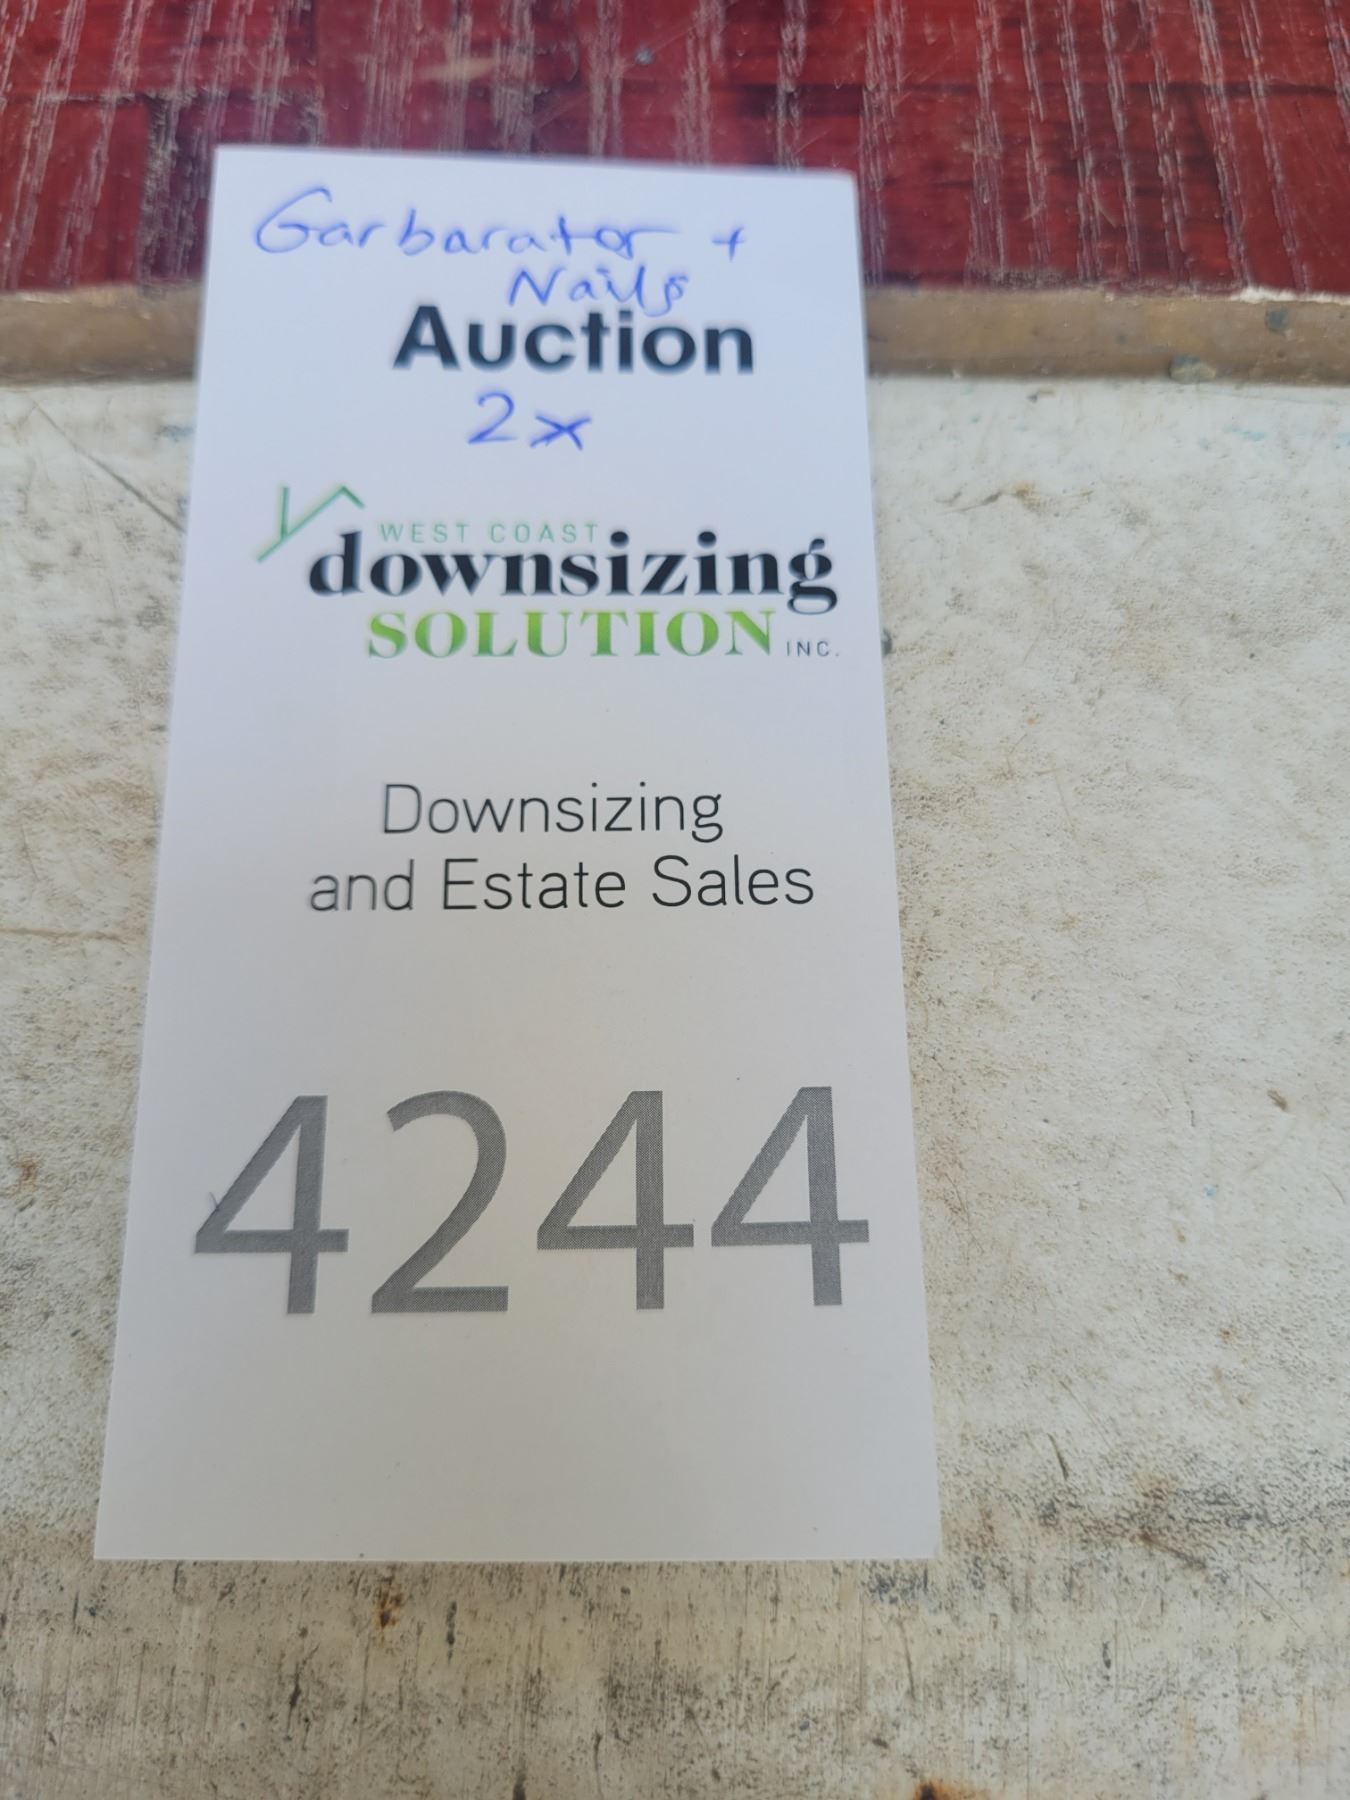 Garbarator +
Nails
Auction
2x
WEST COAST
downsizing
SOLUTION INC.
Downsizing
and Estate Sales
4244